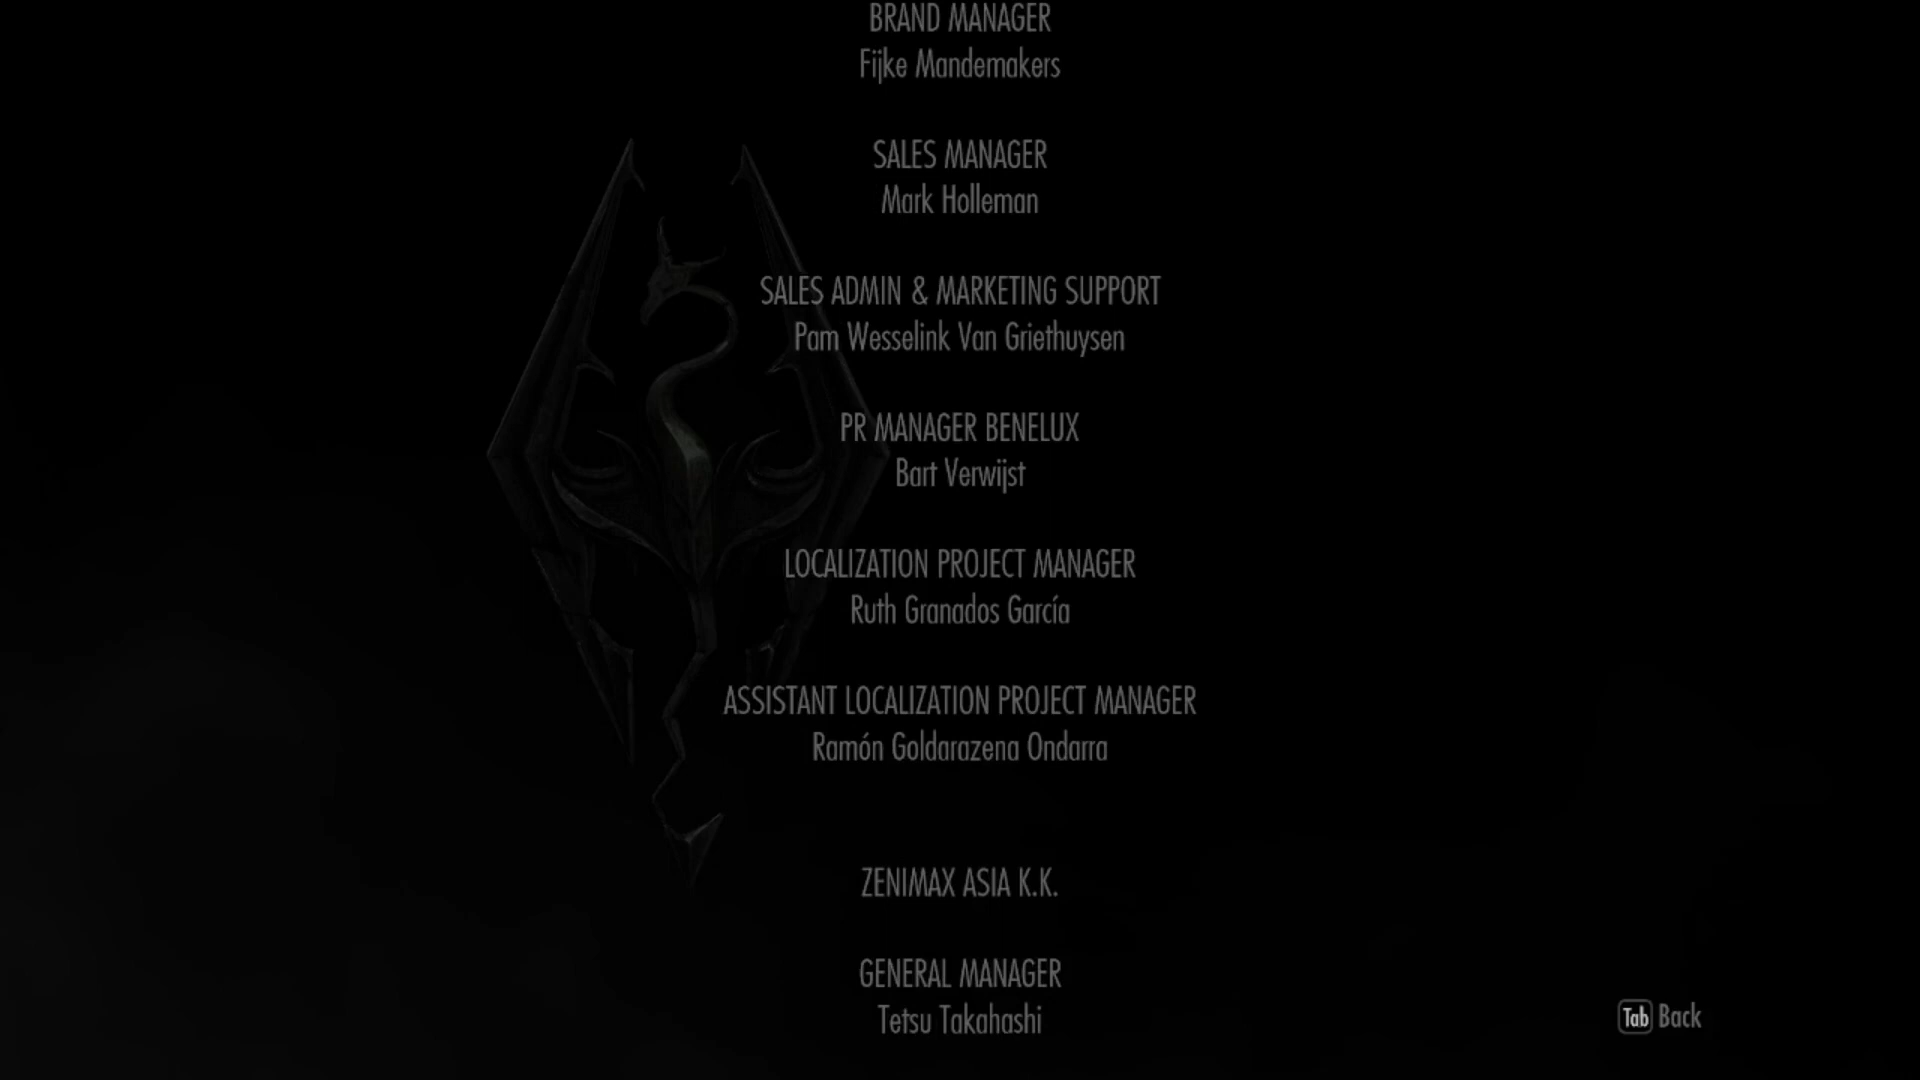 BRAND MANAGER
Fijke Mandemakers
SALES MANAGER
Mark Holleman
SALES ADMIN & MARKETING SUPPORT
Pam Wesselink Van Griethuysen
PR MANAGER BENELUX
Bart Verwijst
LOCALIZATION PROJECT MANAGER
Ruth Granados García
ASSISTANT LOCALIZATION PROJECT MANAGER
Ramón Goldarazena Ondarra
ZENIMAX ASIA K.K.
GENERAL MANAGER
Tetsu Takahashi
Tab Back